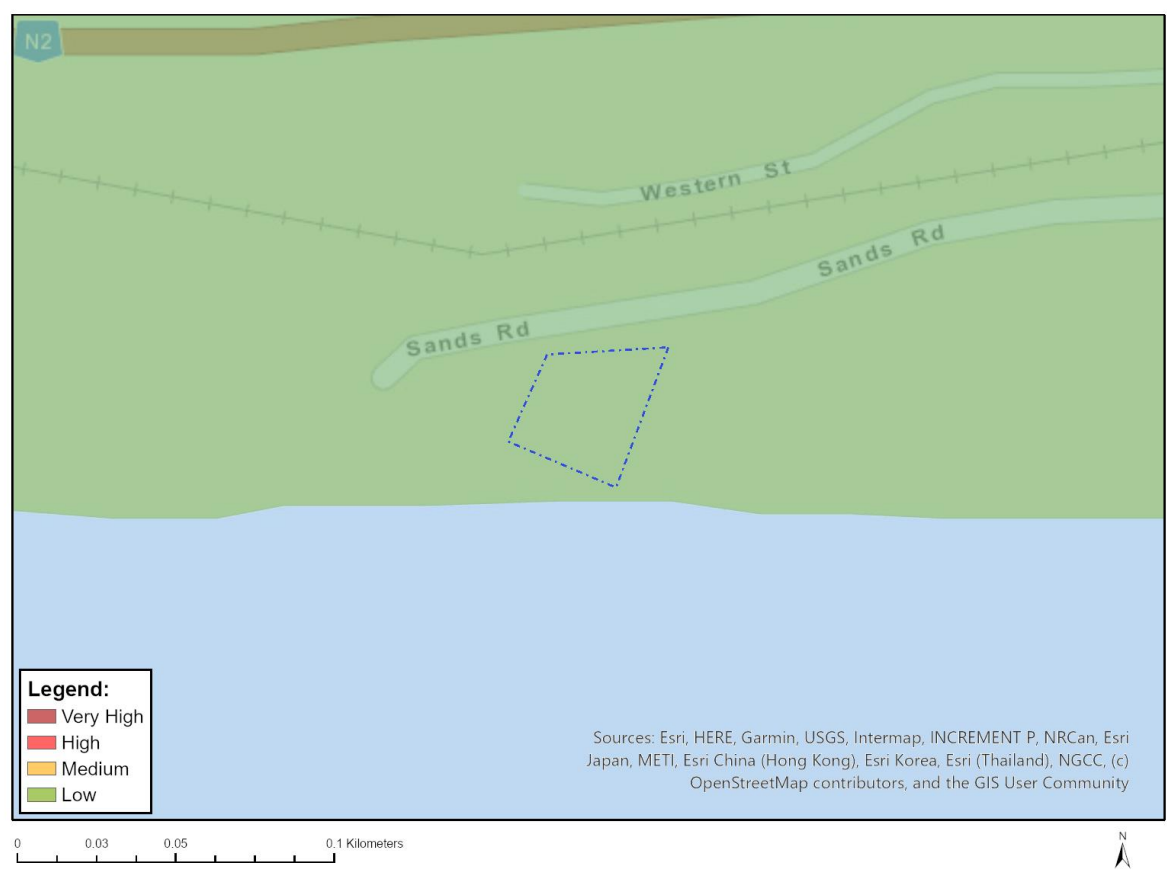 N2
Western St
Sands Rd
Sands Rd
Legend:
Very High
High
Medium
Low
Sources: Esri, HERE, Garmin, USGS, Intermap, INCREMENT P, NRCan, Esri
Japan, METI, Esri China (Hong Kong), Esri Korea, Esri (Thailand), NGCC, (c)
OpenStreetMap contributors, and the GIS User Community
0 0.03 0.05 0.1 Kilometers
N